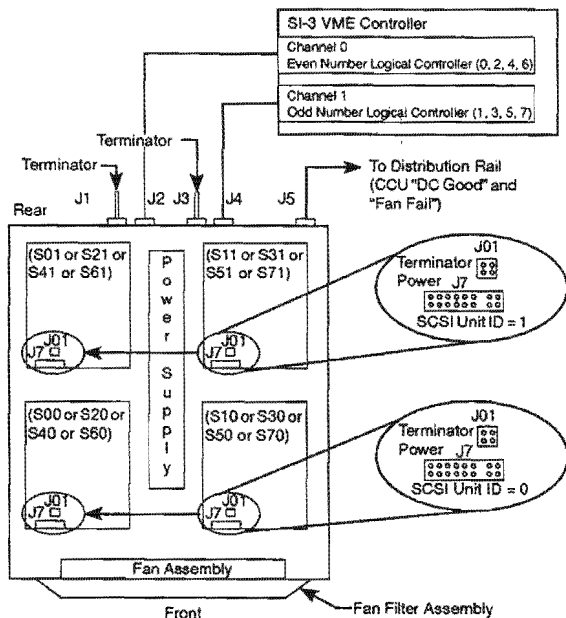 SI-3 VME Controller
Channel 0
Even Number Logical Controller (0, 2, 4, 6)
Channel 1
Odd Number Logical Controller (1, 3, 5, 7)
Terminator
Terminator
J1
J2
J3
J4
J5
To Distribution Rail
(CCU "DC Good" and
"Fan Fail")
Rear
(S01 or S21 or
S41 or S61)
Power Supply
(S11 or S31 or
S51 or S71)
J01
J7
J01
J7
J01
Terminator
Power
J7
SCSI Unit ID = 1
(S00 or S20 or
S40 or S60)
(S10 or S30 or
S50 or S70)
J01
J7
J01
J7
J01
Terminator
Power
J7
SCSI Unit ID = 0
Fan Assembly
Front
Fan Filter Assembly